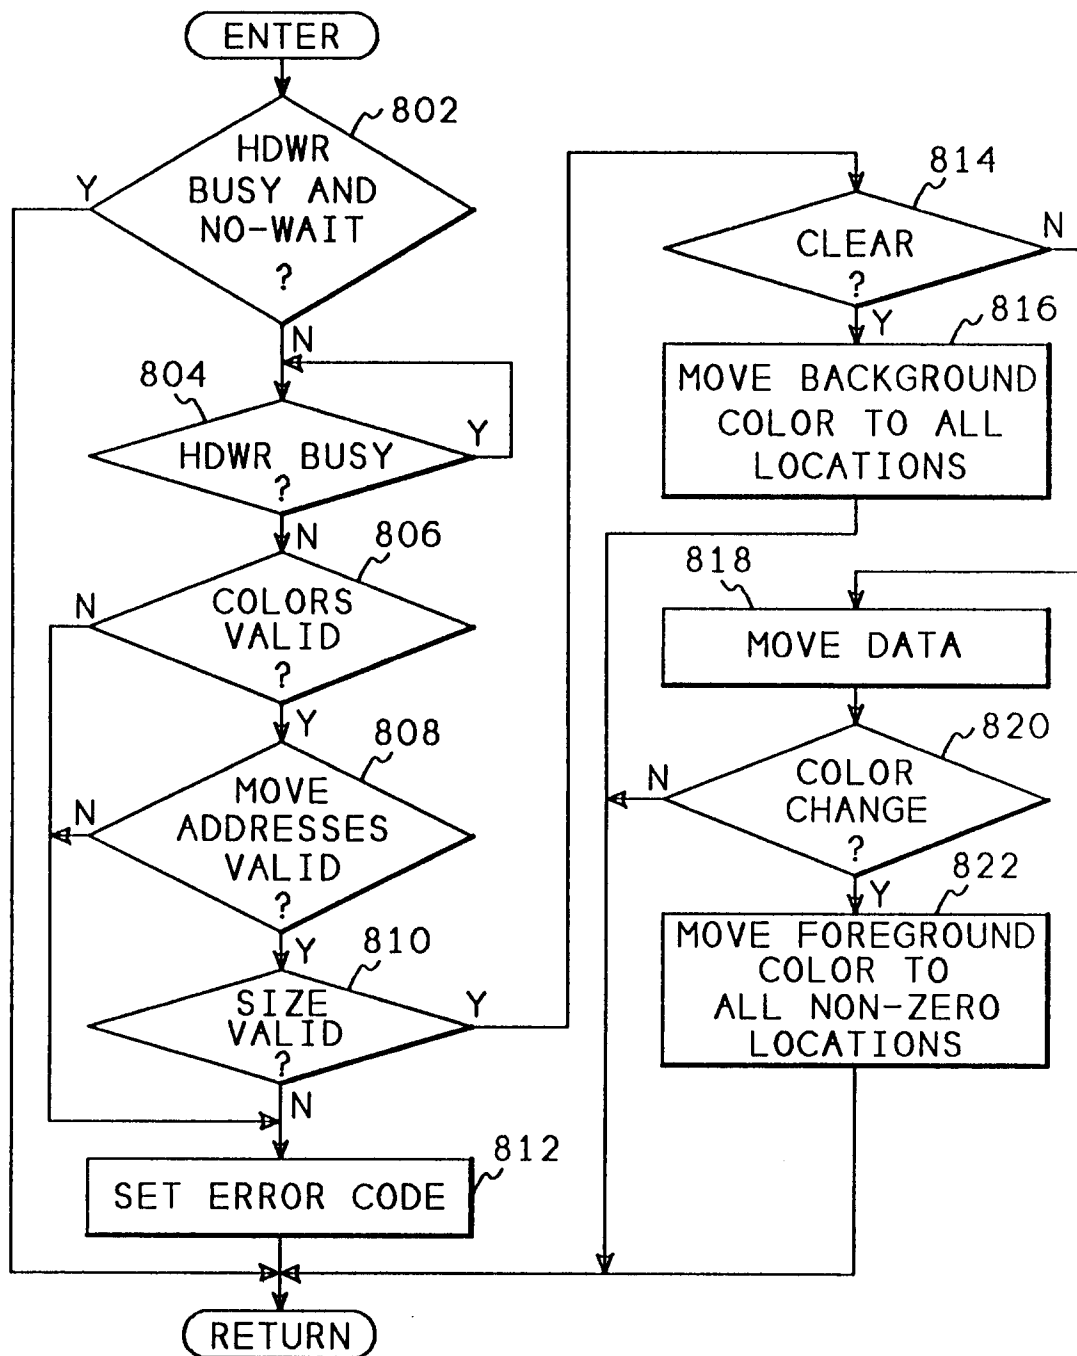 ENTER
802
HDWR
BUSY AND
NO-WAIT
?
Y
N
804
HDWR BUSY
?
Y
N
806
COLORS
VALID
?
N
Y
808
MOVE
ADDRESSES
VALID
?
N
Y
810
SIZE
VALID
?
Y
N
812
SET ERROR CODE
RETURN
814
CLEAR
?
N
Y
816
MOVE BACKGROUND
COLOR TO ALL
LOCATIONS
818
MOVE DATA
820
COLOR
CHANGE
?
N
Y
822
MOVE FOREGROUND
COLOR TO
ALL NON-ZERO
LOCATIONS